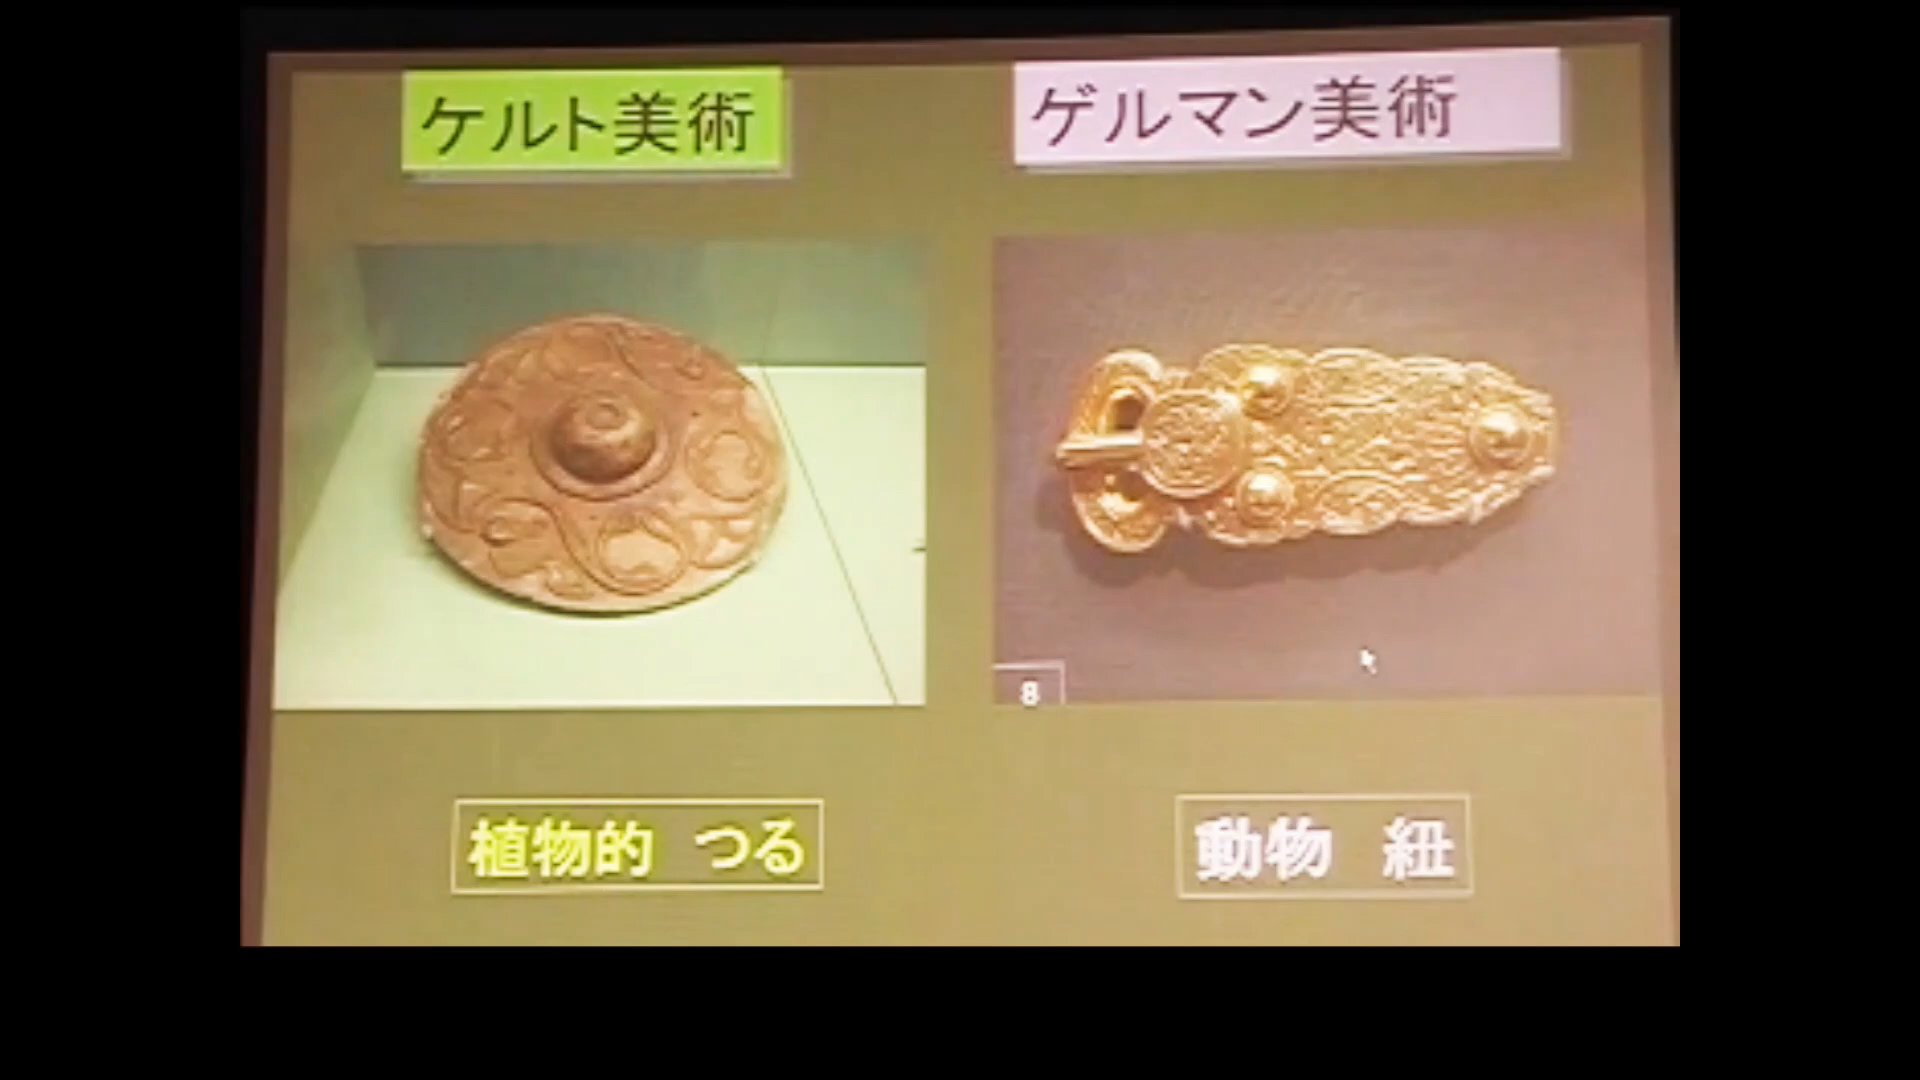 ケルト美術
ゲルマン美術
8
植物的 つる
動物 紐